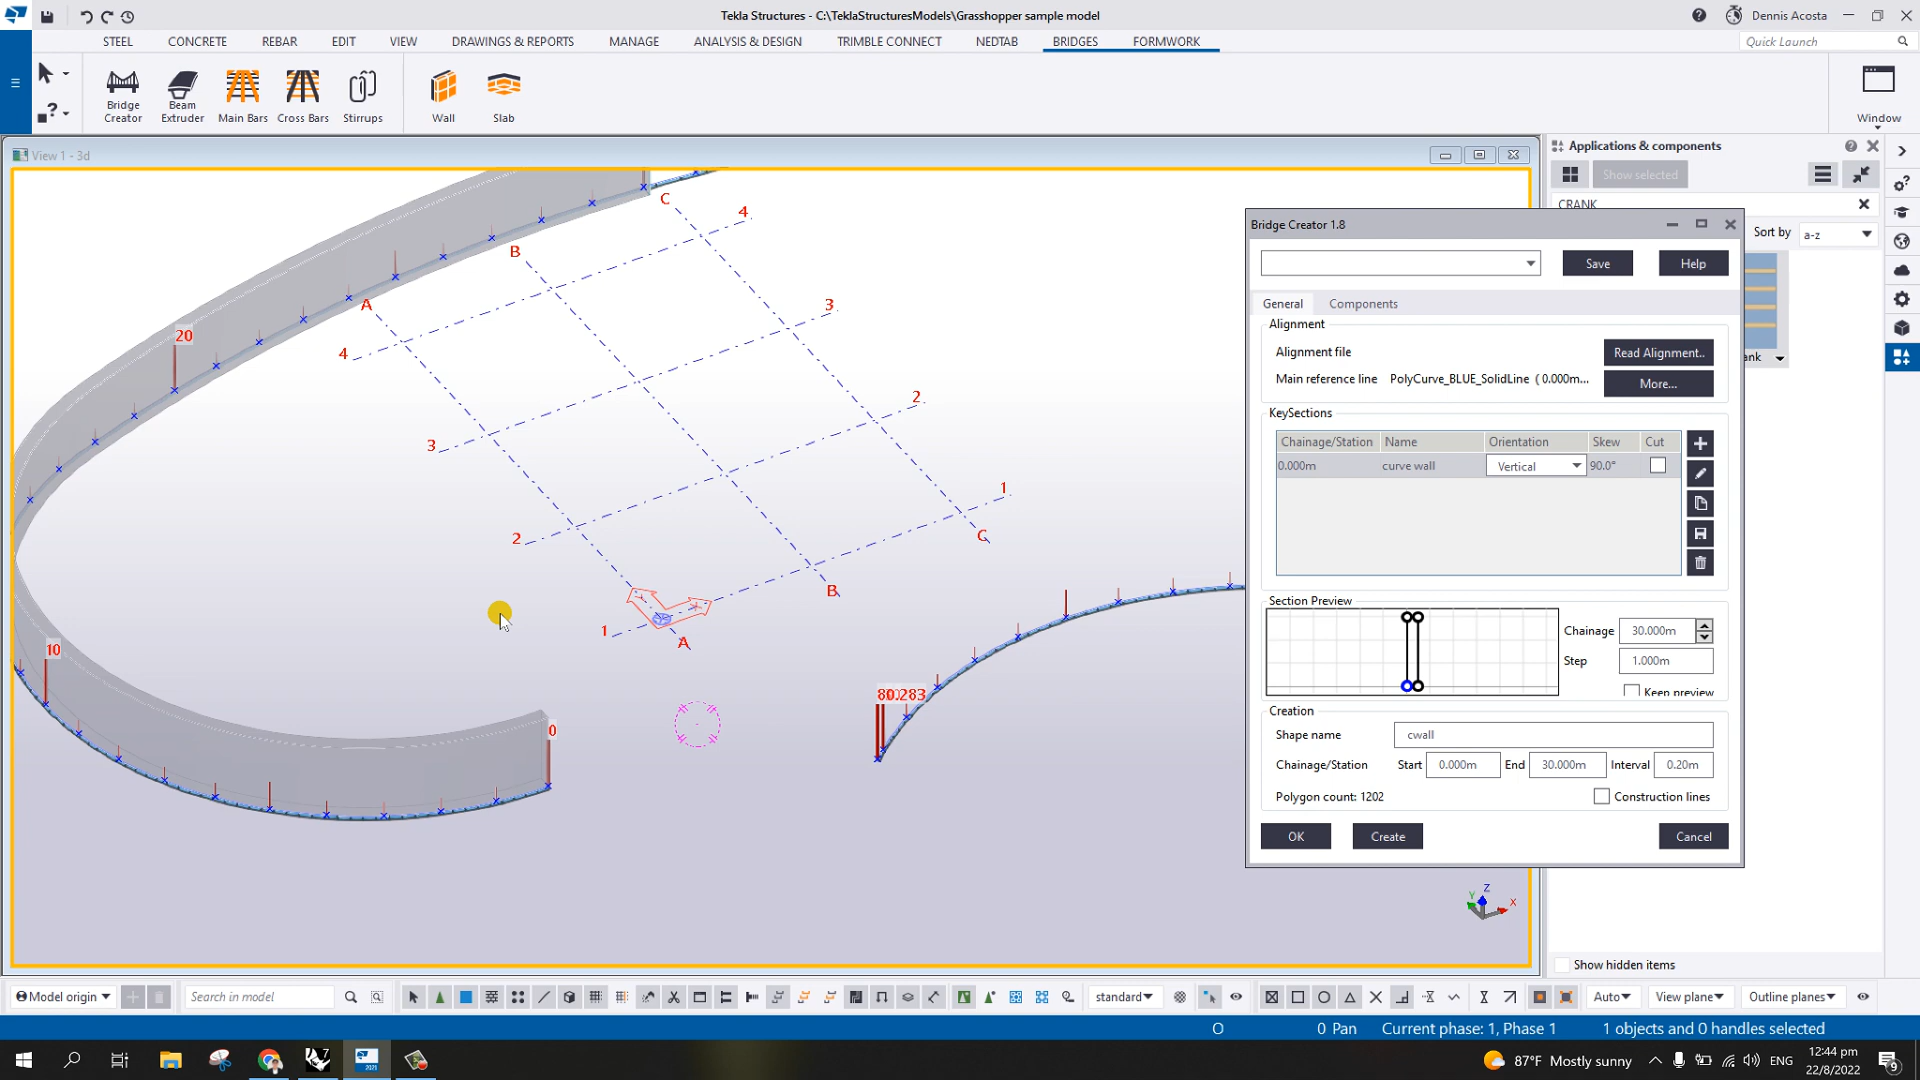 Tekla Structures - C:\TeklaStructuresModels\Grasshopper sample model
Dennis Acosta
STEEL CONCRETE REBAR EDIT VIEW DRAWINGS & REPORTS MANAGE ANALYSIS & DESIGN TRIMBLE CONNECT NEDTAB BRIDGES FORMWORK
Quick Launch
Bridge Creator
Beam Extruder
Main Bars
Cross Bars
Stirrups
Wall
Slab
Window
View 1 - 3d
Applications & components
Show selected
CRANK
Sort by a-z
ank
Bridge Creator 1.8
Save
Help
General Components
Alignment
Alignment file
Read Alignment..
Main reference line PolyCurve_BLUE_SolidLine ( 0.000m...
More...
KeySections
Chainage/Station Name Orientation Skew Cut
0.000m curve wall Vertical 90.0°
Section Preview
Chainage 30.000m
Step 1.000m
Keep preview
Creation
Shape name cwall
Chainage/Station Start 0.000m End 30.000m Interval 0.20m
Polygon count: 1202
Construction lines
OK
Create
Cancel
C
4
B
A
3
20
4
2
3
1
2
C
B
1
A
10
0
80.283
Z
Y
X
Show hidden items
Model origin
Search in model
standard
Auto
View plane
Outline planes
O
0 Pan
Current phase: 1, Phase 1
1 objects and 0 handles selected
2021
87°F Mostly sunny
ENG
12:44 pm
22/8/2022
9